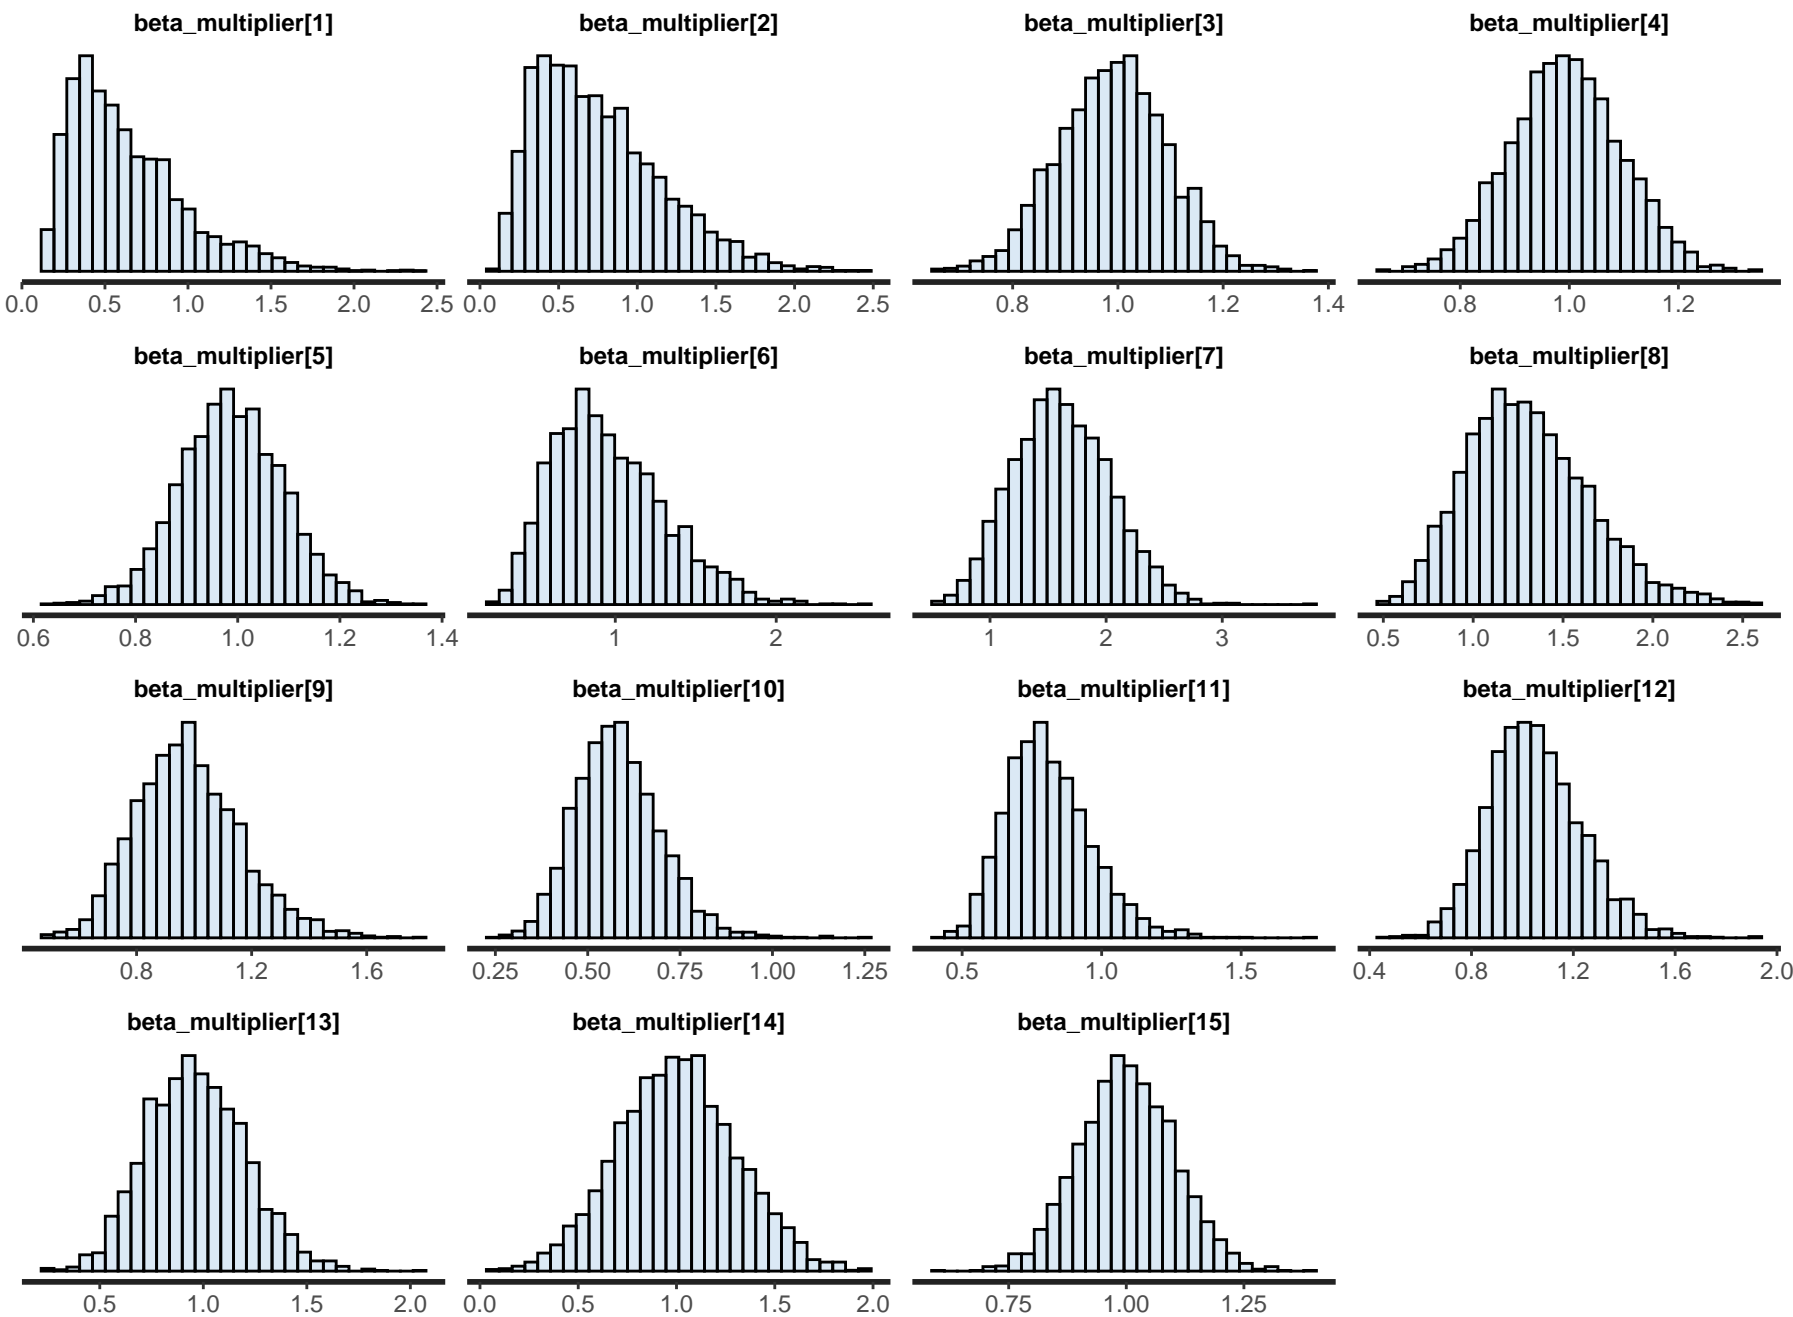 beta_multiplier[1] beta_multiplier[2] beta_multiplier[3] beta_multiplier[4]
0.0 0.5 1.0 1.5 2.0 2.5 0.0 0.5 1.0 1.5 2.0 2.5 0.8 1.0 1.2 1.4 0.8 1.0 1.2
beta_multiplier[5] beta_multiplier[6] beta_multiplier[7] beta_multiplier[8]
0.6 0.8 1.0 1.2 1.4 1 2 1 2 3 0.5 1.0 1.5 2.0 2.5
beta_multiplier[9] beta_multiplier[10] beta_multiplier[11] beta_multiplier[12]
0.8 1.2 1.6 0.25 0.50 0.75 1.00 1.25 0.5 1.0 1.5 0.4 0.8 1.2 1.6 2.0
beta_multiplier[13] beta_multiplier[14] beta_multiplier[15]
0.5 1.0 1.5 2.0 0.0 0.5 1.0 1.5 2.0 0.75 1.00 1.25